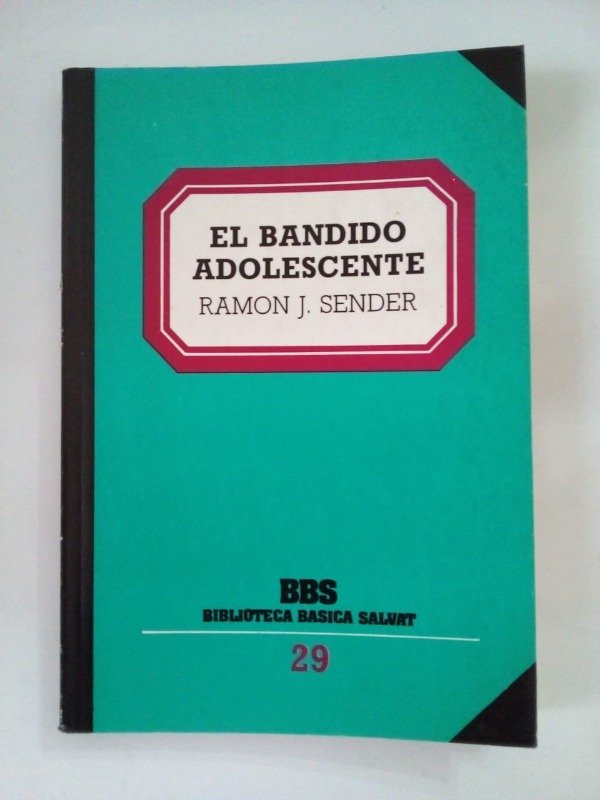 EL BANDIDO
ADOLESCENTE
RAMON J. SENDER
BBS
BIBLIOTECA BASICA SALVAT
29